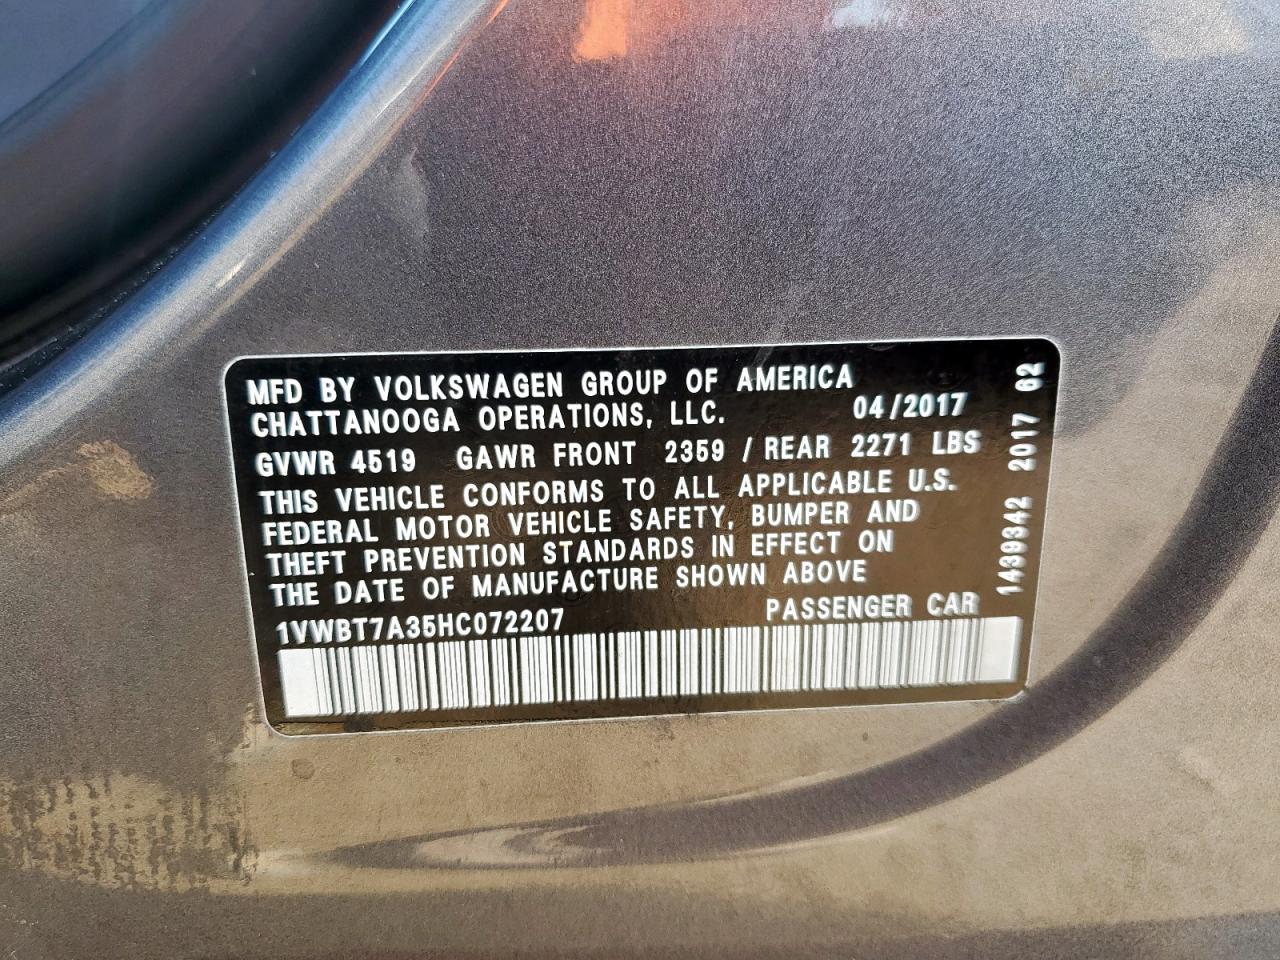 MFD BY VOLKSWAGEN GROUP OF AMERICA
CHATTANOOGA OPERATIONS, LLC. 04/2017
GVWR 4519 GAWR FRONT 2359 / REAR 2271 LBS
THIS VEHICLE CONFORMS TO ALL APPLICABLE U.S.
FEDERAL MOTOR VEHICLE SAFETY, BUMPER AND
THEFT PREVENTION STANDARDS IN EFFECT ON
THE DATE OF MANUFACTURE SHOWN ABOVE
1VWBT7A35HC072207 PASSENGER CAR
1439342 2017 62